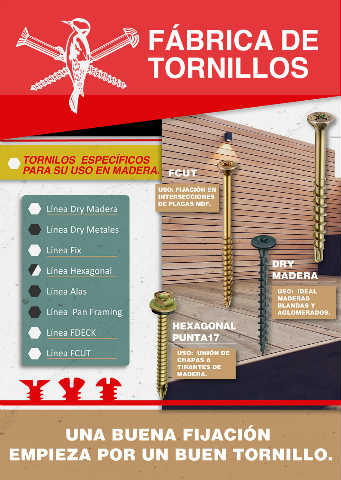 FÁBRICA DE
TORNILLOS
TORNILOS ESPECÍFICOS
PARA SU USO EN MADERA.
Línea Dry Madera
Línea Dry Metales
Línea Fix
Línea Hexagonal
Línea Alas
Línea Pan Framing
Línea FDECK
Línea FCUT
FCUT
USO: FIJACIÓN EN
INTERSECCIONES
DE PLACAS MDF.
DRY
MADERA
USO: IDEAL
MADERAS
BLANDAS Y
AGLOMERADOS.
HEXAGONAL
PUNTA17
USO: UNIÓN DE
CHAPAS A
TIRANTES DE
MADERA.
UNA BUENA FIJACIÓN
EMPIEZA POR UN BUEN TORNILLO.